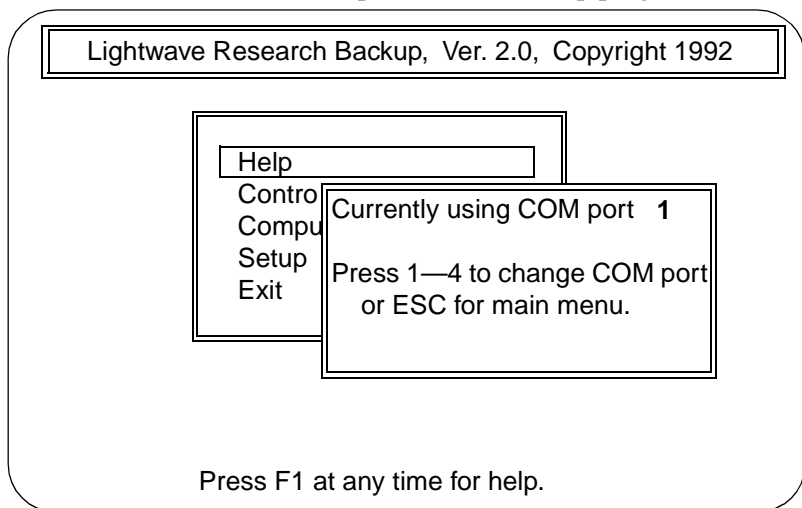 Lightwave Research Backup, Ver. 2.0, Copyright 1992
Help
Contro
Compu
Setup
Exit
Currently using COM port 1
Press 1—4 to change COM port
or ESC for main menu.
Press F1 at any time for help.